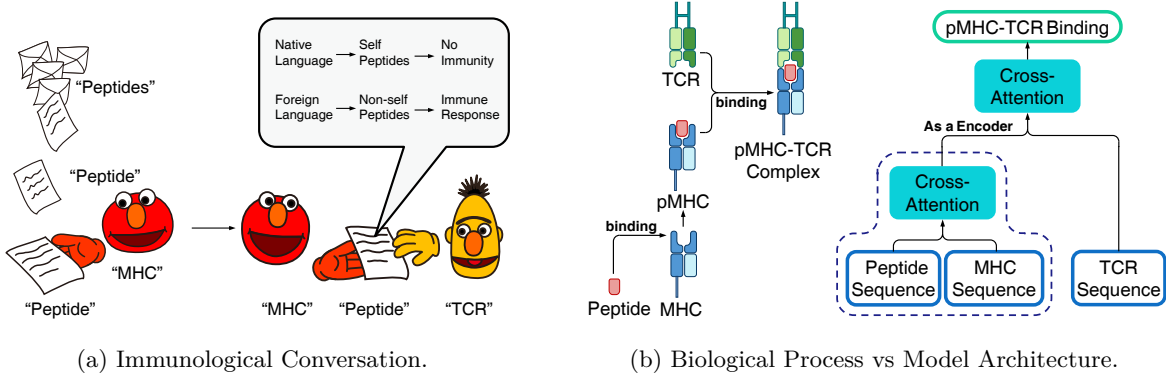 “Peptides”
“Peptide”
“MHC”
“Peptide”
Native
Language
Self
Peptides
No
Immunity
Foreign
Language
Non-self
Peptides
Immune
Response
“MHC”
“Peptide”
“TCR”
(a) Immunological Conversation.
TCR
binding
pMHC-TCR
Complex
pMHC
binding
Peptide
MHC
pMHC-TCR Binding
Cross-
Attention
As a Encoder
Cross-
Attention
Peptide
Sequence
MHC
Sequence
TCR
Sequence
(b) Biological Process vs Model Architecture.